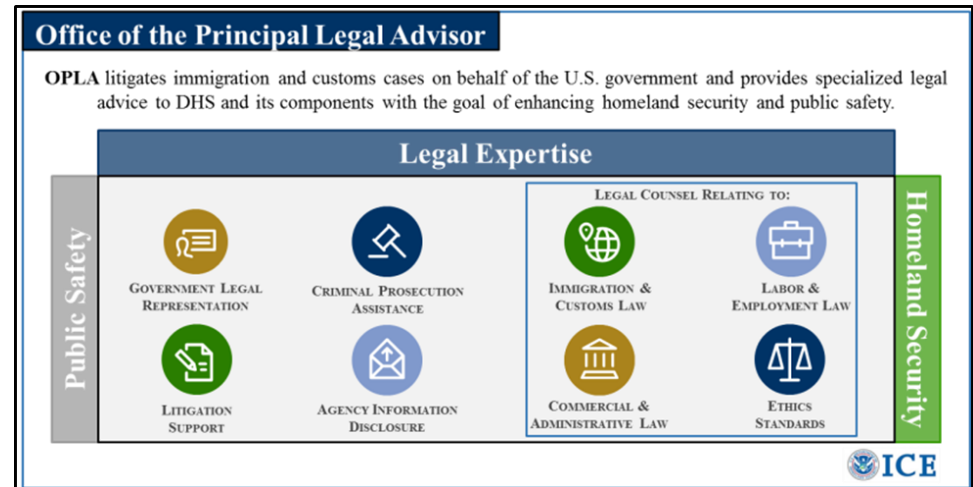 Office of the Principal Legal Advisor
OPLA litigates immigration and customs cases on behalf of the U.S. government and provides specialized legal
advice to DHS and its components with the goal of enhancing homeland security and public safety.
Legal Expertise
Public Safety
GOVERNMENT LEGAL
REPRESENTATION
CRIMINAL PROSECUTION
ASSISTANCE
LITIGATION
SUPPORT
AGENCY INFORMATION
DISCLOSURE
LEGAL COUNSEL RELATING TO:
IMMIGRATION &
CUSTOMS LAW
LABOR &
EMPLOYMENT LAW
COMMERCIAL &
ADMINISTRATIVE LAW
ETHICS
STANDARDS
Homeland Security
ICE